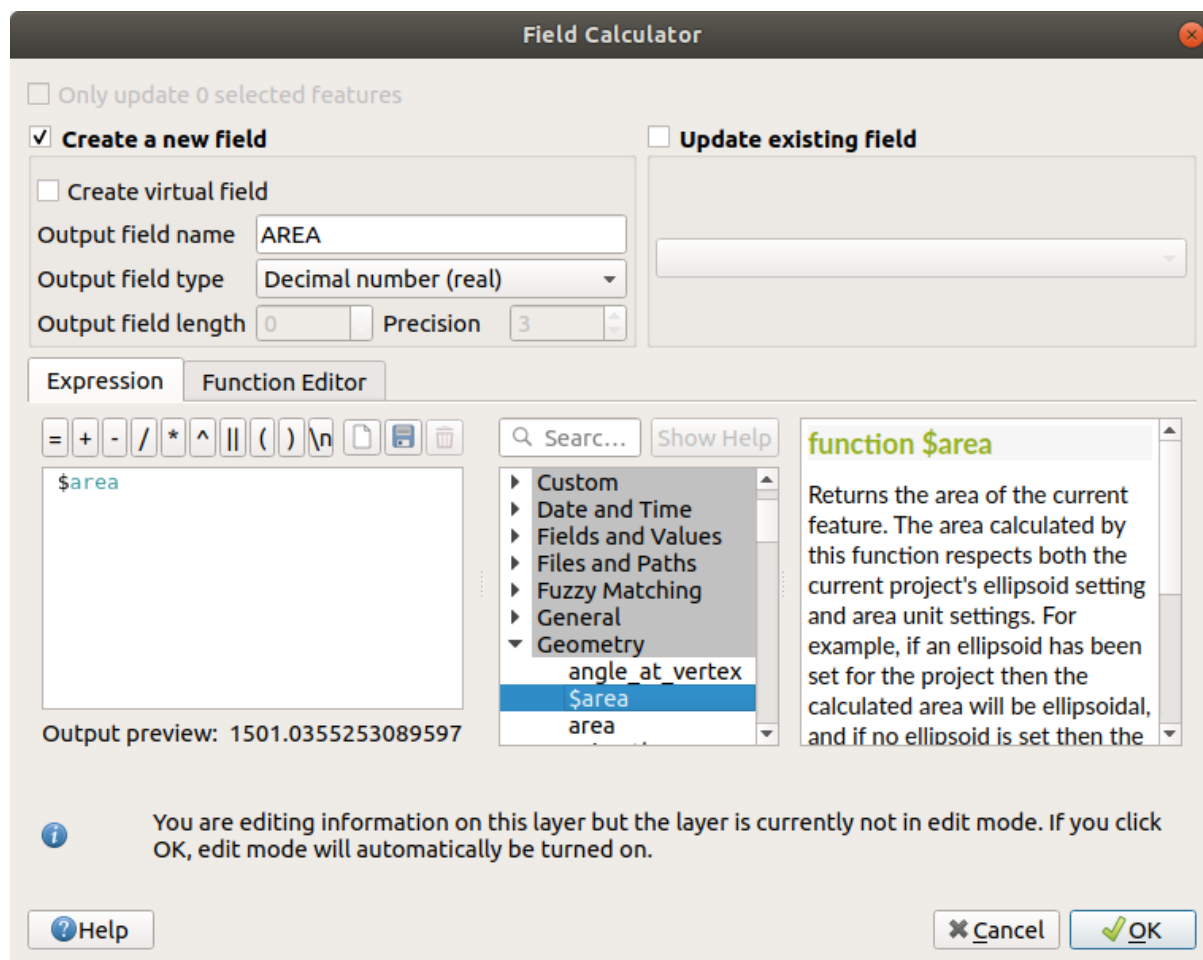 Field Calculator
Only update 0 selected features
Create a new field
Update existing field
Create virtual field
Output field name AREA
Output field type Decimal number (real)
Output field length 0 Precision 3
Expression Function Editor
= + - / * ^ || ( ) \n
Searc... Show Help
$area
Custom
Date and Time
Fields and Values
Files and Paths
Fuzzy Matching
General
Geometry
angle_at_vertex
$area
area
function $area
Returns the area of the current
feature. The area calculated by
this function respects both the
current project's ellipsoid setting
and area unit settings. For
example, if an ellipsoid has been
set for the project then the
calculated area will be ellipsoidal,
and if no ellipsoid is set then the
Output preview: 1501.0355253089597
You are editing information on this layer but the layer is currently not in edit mode. If you click
OK, edit mode will automatically be turned on.
Help
Cancel OK